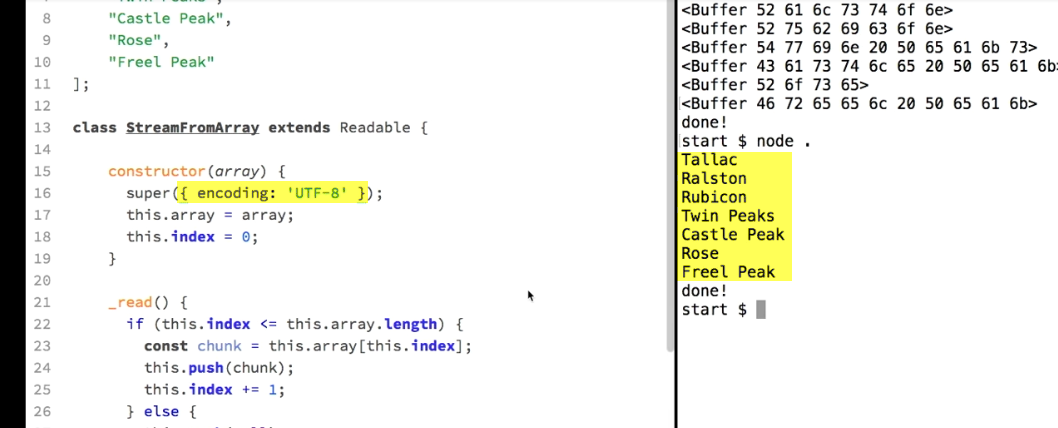 8 "Castle Peak",
9 "Rose",
10 "Freel Peak"
11 ];
12
13 class StreamFromArray extends Readable {
14
15 constructor(array) {
16 super({ encoding: 'UTF-8' });
17 this.array = array;
18 this.index = 0;
19 }
20
21 _read() {
22 if (this.index <= this.array.length) {
23 const chunk = this.array[this.index];
24 this.push(chunk);
25 this.index += 1;
26 } else {
<Buffer 52 61 6c 73 74 6f 6e>
<Buffer 52 75 62 69 63 6f 6e>
<Buffer 54 77 69 6e 20 50 65 61 6b 73>
<Buffer 43 61 73 74 6c 65 20 50 65 61 6b>
<Buffer 52 6f 73 65>
<Buffer 46 72 65 65 6c 20 50 65 61 6b>
done!
start $ node .
Tallac
Ralston
Rubicon
Twin Peaks
Castle Peak
Rose
Freel Peak
done!
start $